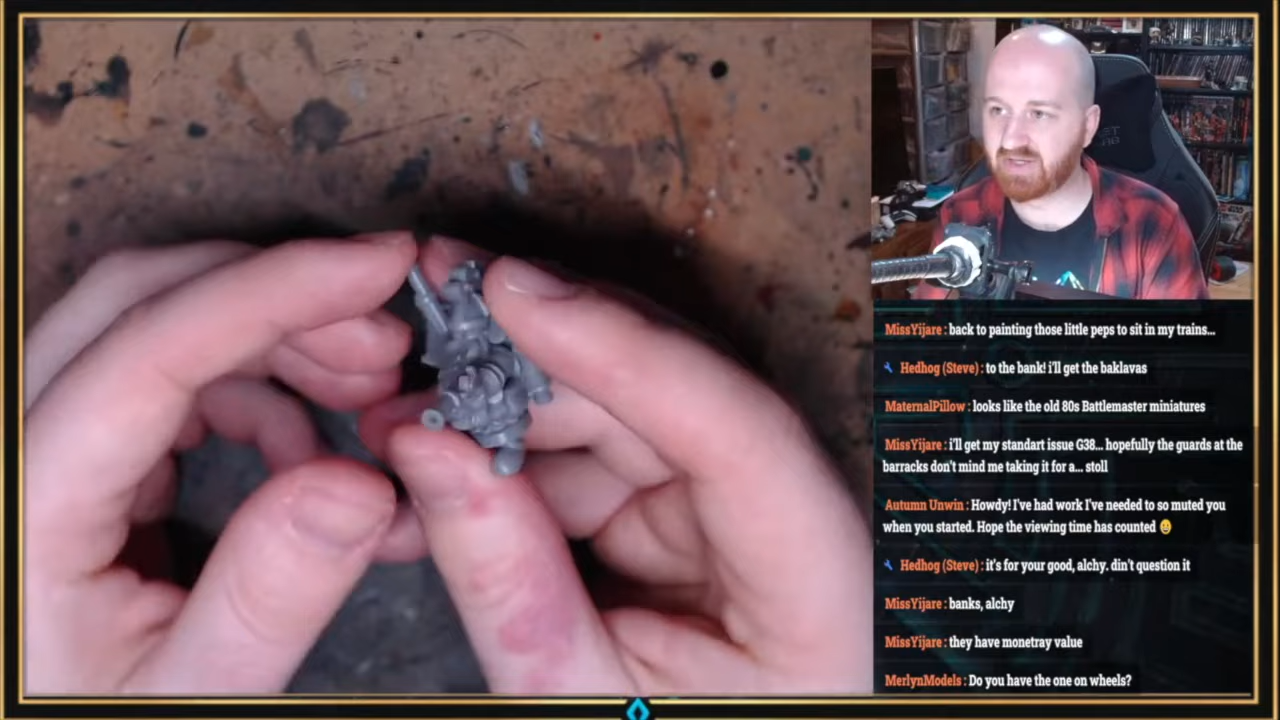 MissYijare : back to painting those little peps to sit in my trains...
Hedhog (Steve) : to the bank! i'll get the baklavas
MaternalPillow : looks like the old 80s Battlemaster miniatures
MissYijare : i'll get my standart issue G38... hopefully the guards at the
barracks don't mind me taking it for a... stoll
Autumn Unwin : Howdy! I've had work I've needed to so muted you
when you started. Hope the viewing time has counted 😀
Hedhog (Steve) : it's for your good, alchy. din't question it
MissYijare : banks, alchy
MissYijare : they have monetray value
MerlynModels : Do you have the one on wheels?